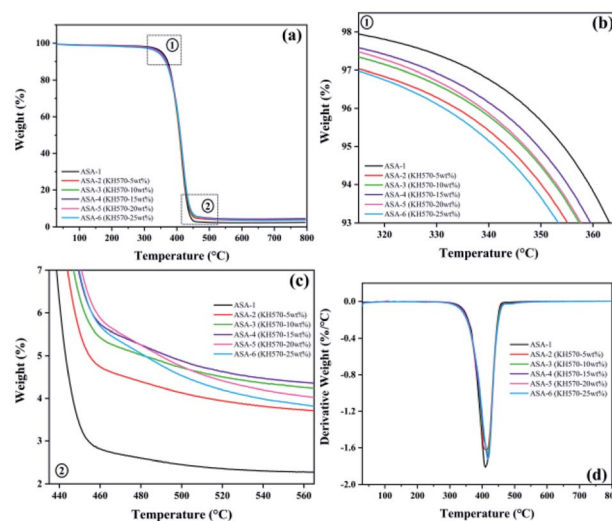 (a)
①
②
100
80
60
40
20
0
Weight (%)
ASA-1
ASA-2 (KH570-5wt%)
ASA-3 (KH570-10wt%)
ASA-4 (KH570-15wt%)
ASA-5 (KH570-20wt%)
ASA-6 (KH570-25wt%)
100 200 300 400 500 600 700 800
Temperature (°C)
①
(b)
98
97
96
95
94
93
Weight (%)
ASA-1
ASA-2 (KH570-5wt%)
ASA-3 (KH570-10wt%)
ASA-4 (KH570-15wt%)
ASA-5 (KH570-20wt%)
ASA-6 (KH570-25wt%)
320 330 340 350 360
Temperature (°C)
(c)
7
6
5
4
3
2
Weight (%)
ASA-1
ASA-2 (KH570-5wt%)
ASA-3 (KH570-10wt%)
ASA-4 (KH570-15wt%)
ASA-5 (KH570-20wt%)
ASA-6 (KH570-25wt%)
②
440 460 480 500 520 540 560
Temperature (°C)
0.0
-0.4
-0.8
-1.2
-1.6
-2.0
Derivative Weight (%/°C)
ASA-1
ASA-2 (KH570-5wt%)
ASA-3 (KH570-10wt%)
ASA-4 (KH570-15wt%)
ASA-5 (KH570-20wt%)
ASA-6 (KH570-25wt%)
(d)
100 200 300 400 500 600 700 800
Temperature (°C)